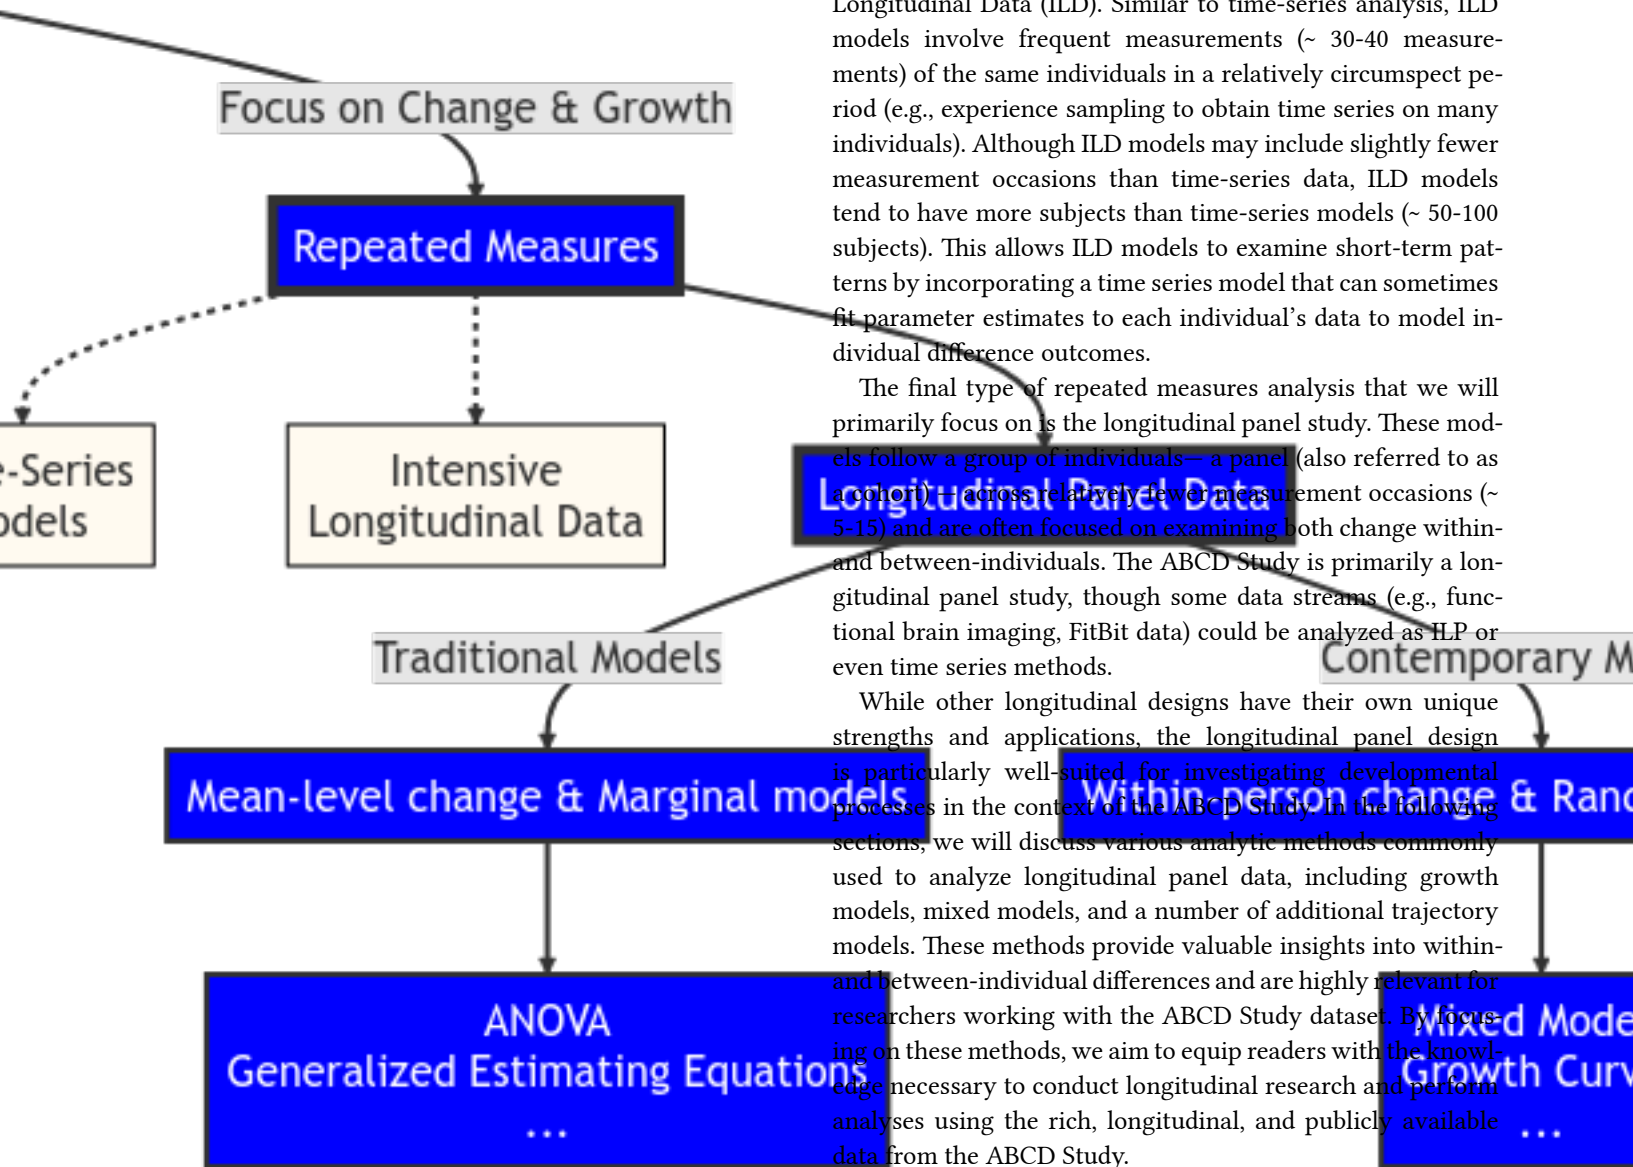 Focus on Change & Growth
Repeated Measures
e-Series
odels
Intensive
Longitudinal Data
Longitudinal Panel Data
Traditional Models
Contemporary M
Mean-level change & Marginal models
Within-person change & Rand
ANOVA
Generalized Estimating Equations
...
Mixed Mode
Growth Curv
...
Longitudinal Data (ILD). Similar to time-series analysis, ILD
models involve frequent measurements (~ 30-40 measure-
ments) of the same individuals in a relatively circumspect pe-
riod (e.g., experience sampling to obtain time series on many
individuals). Although ILD models may include slightly fewer
measurement occasions than time-series data, ILD models
tend to have more subjects than time-series models (~ 50-100
subjects). This allows ILD models to examine short-term pat-
terns by incorporating a time series model that can sometimes
fit parameter estimates to each individual's data to model in-
dividual difference outcomes.
The final type of repeated measures analysis that we will
primarily focus on is the longitudinal panel study. These mod-
els follow a group of individuals— a panel (also referred to as
a cohort) — across relatively fewer measurement occasions (~
5-15) and are often focused on examining both change within-
and between-individuals. The ABCD Study is primarily a lon-
gitudinal panel study, though some data streams (e.g., func-
tional brain imaging, FitBit data) could be analyzed as ILP or
even time series methods.
While other longitudinal designs have their own unique
strengths and applications, the longitudinal panel design
is particularly well-suited for investigating developmental
processes in the context of the ABCD Study. In the following
sections, we will discuss various analytic methods commonly
used to analyze longitudinal panel data, including growth
models, mixed models, and a number of additional trajectory
models. These methods provide valuable insights into within-
and between-individual differences and are highly relevant for
researchers working with the ABCD Study dataset. By focus-
ing on these methods, we aim to equip readers with the knowl-
edge necessary to conduct longitudinal research and perform
analyses using the rich, longitudinal, and publicly available
data from the ABCD Study.